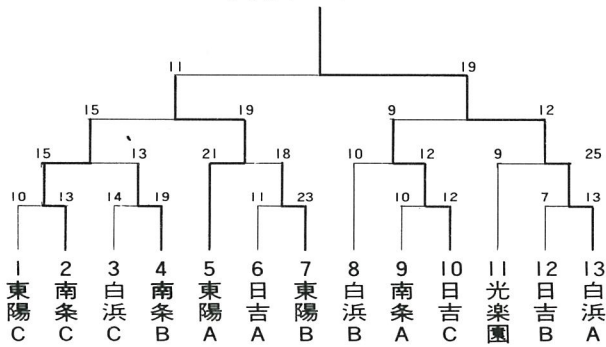 11 19
15 19 9 12
15 13 21 18 10 12 9 25
10 13 14 19 11 23 10 12 7 13
1 2 3 4 5 6 7 8 9 10 11 12 13
東陽C
南条C
白浜C
南条B
東陽A
日吉A
東陽B
白浜B
南条A
日吉C
光楽園
日吉B
白浜A